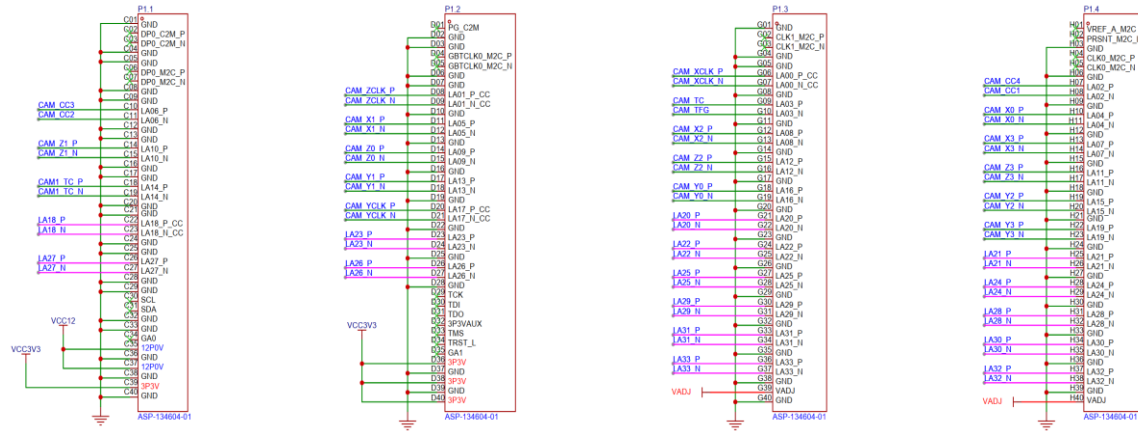 P1.1
C01 GND
C02 DP0_C2M_P
C03 DP0_C2M_N
C04 GND
C05 GND
C06 DP0_M2C_P
C07 DP0_M2C_N
C08 GND
C09 GND
CAM_CC3 C10 LA06_P
CAM_CC2 C11 LA06_N
C12 GND
C13 GND
CAM_Z1_P C14 LA10_P
CAM_Z1_N C15 LA10_N
C16 GND
C17 GND
CAM1_TC_P C18 LA14_P
CAM1_TC_N C19 LA14_N
C20 GND
C21 GND
LA18_P C22 LA18_P_CC
LA18_N C23 LA18_N_CC
C24 GND
C25 GND
LA27_P C26 LA27_P
LA27_N C27 LA27_N
C28 GND
C29 GND
C30 SCL
C31 SDA
C32 GND
C33 GND
C34 GA0
VCC12 C35 12P0V
C36 GND
C37 12P0V
C38 GND
VCC3V3 C39 3P3V
C40 GND
ASP-134604-01
P1.2
D01 PG_C2M
D02 GND
D03 GND
D04 GBTCLK0_M2C_P
D05 GBTCLK0_M2C_N
D06 GND
D07 GND
CAM_ZCLK_P D08 LA01_P_CC
CAM_ZCLK_N D09 LA01_N_CC
D10 GND
CAM_X1_P D11 LA05_P
CAM_X1_N D12 LA05_N
D13 GND
CAM_Z0_P D14 LA09_P
CAM_Z0_N D15 LA09_N
D16 GND
CAM_Y1_P D17 LA13_P
CAM_Y1_N D18 LA13_N
D19 GND
CAM_YCLK_P D20 LA17_P_CC
CAM_YCLK_N D21 LA17_N_CC
D22 GND
LA23_P D23 LA23_P
LA23_N D24 LA23_N
D25 GND
LA26_P D26 LA26_P
LA26_N D27 LA26_N
D28 GND
D29 TCK
D30 TDI
D31 TDO
D32 3P3VAUX
D33 TMS
D34 TRST_L
D35 GA1
VCC3V3 D36 3P3V
D37 GND
D38 3P3V
D39 GND
D40 3P3V
ASP-134604-01
P1.3
G01 GND
G02 CLK1_M2C_P
G03 CLK1_M2C_N
G04 GND
G05 GND
CAM_XCLK_P G06 LA00_P_CC
CAM_XCLK_N G07 LA00_N_CC
G08 GND
CAM_TC G09 LA03_P
CAM_TFG G10 LA03_N
G11 GND
CAM_X2_P G12 LA08_P
CAM_X2_N G13 LA08_N
G14 GND
CAM_Z2_P G15 LA12_P
CAM_Z2_N G16 LA12_N
G17 GND
CAM_Y0_P G18 LA16_P
CAM_Y0_N G19 LA16_N
G20 GND
LA20_P G21 LA20_P
LA20_N G22 LA20_N
G23 GND
LA22_P G24 LA22_P
LA22_N G25 LA22_N
G26 GND
LA25_P G27 LA25_P
LA25_N G28 LA25_N
G29 GND
LA29_P G30 LA29_P
LA29_N G31 LA29_N
G32 GND
LA31_P G33 LA31_P
LA31_N G34 LA31_N
G35 GND
LA33_P G36 LA33_P
LA33_N G37 LA33_N
G38 GND
VADJ G39 VADJ
G40 GND
ASP-134604-01
P1.4
H01 VREF_A_M2C
H02 PRSNT_M2C_
H03 GND
H04 CLK0_M2C_P
H05 CLK0_M2C_N
H06 GND
CAM_CC4 H07 LA02_P
CAM_CC1 H08 LA02_N
H09 GND
CAM_X0_P H10 LA04_P
CAM_X0_N H11 LA04_N
H12 GND
CAM_X3_P H13 LA07_P
CAM_X3_N H14 LA07_N
H15 GND
CAM_Z3_P H16 LA11_P
CAM_Z3_N H17 LA11_N
H18 GND
CAM_Y2_P H19 LA15_P
CAM_Y2_N H20 LA15_N
H21 GND
CAM_Y3_P H22 LA19_P
CAM_Y3_N H23 LA19_N
H24 GND
LA21_P H25 LA21_P
LA21_N H26 LA21_N
H27 GND
LA24_P H28 LA24_P
LA24_N H29 LA24_N
H30 GND
LA28_P H31 LA28_P
LA28_N H32 LA28_N
H33 GND
LA30_P H34 LA30_P
LA30_N H35 LA30_N
H36 GND
LA32_P H37 LA32_P
LA32_N H38 LA32_N
H39 GND
VADJ H40 VADJ
ASP-134604-01